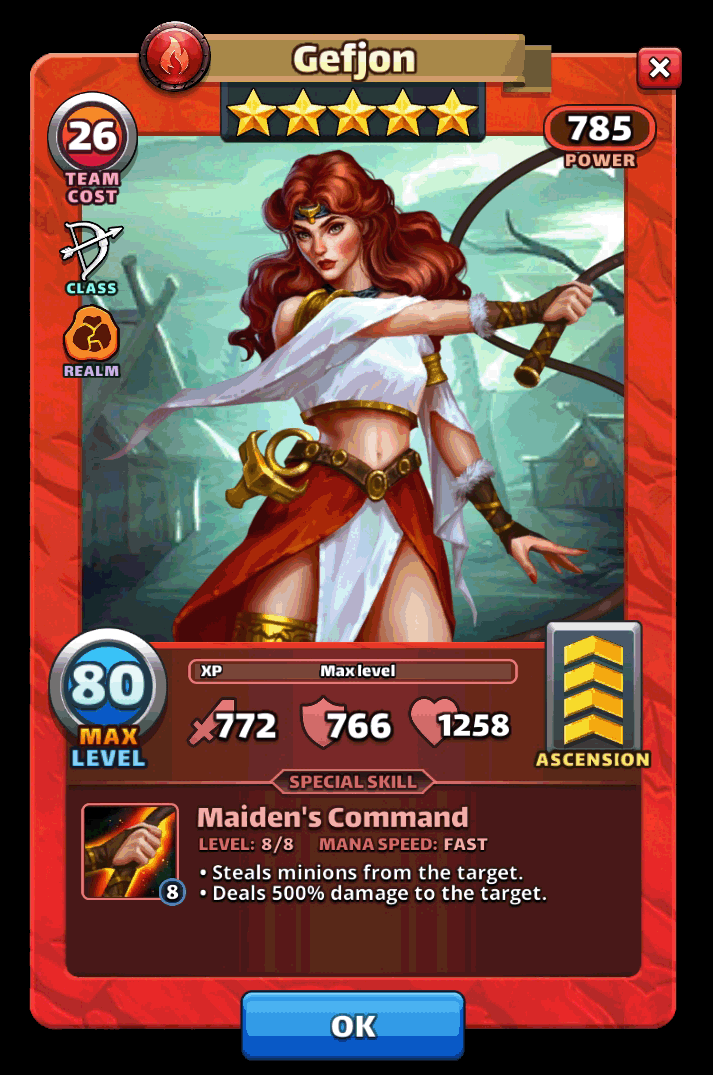 Gefjon
26
TEAM
COST
785
POWER
CLASS
REALM
80
MAX
LEVEL
XP Max level
772 766 1258
ASCENSION
SPECIAL SKILL
Maiden's Command
LEVEL: 8/8 MANA SPEED: FAST
8
• Steals minions from the target.
• Deals 500% damage to the target.
OK